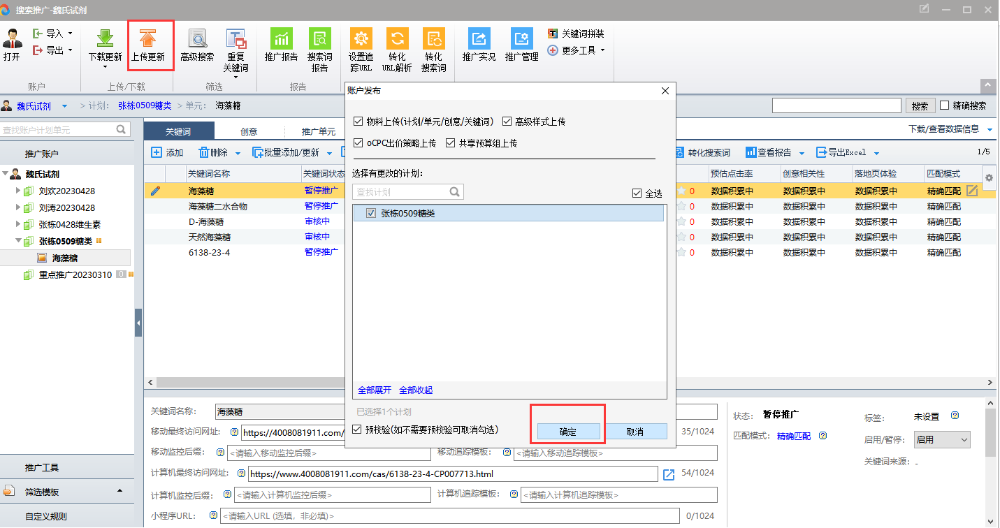 搜索推广-魏氏试剂
打开
导入
导出
下载更新
上传更新
高级搜索
重复
关键词
推广报告
搜索词
报告
设置追
踪URL
转化
URL解析
转化
搜索词
推广实况
推广管理
关键词拼装
更多工具
账户
上传/下载
筛选
报告
魏氏试剂 > 计划: 张栋0509糖类 > 单元: 海藻糖
搜索
精确搜索
查找账户计划单元
推广账户
魏氏试剂
刘欢20230428
刘涛20230428
张栋0428维生素
张栋0509糖类
海藻糖
重点推广20230310 0
推广工具
筛选模板
自定义规则
关键词
创意
推广单元
下载/查看数据信息
添加
删除
批量添加/更新
转化搜索词
查看报告
导出Excel
1/5
关键词名称 关键词状态 预估点击率 创意相关性 落地页体验 匹配模式
海藻糖 暂停推广 0 数据积累中 数据积累中 数据积累中 精确匹配
海藻糖二水合物 暂停推广 0 数据积累中 数据积累中 数据积累中 精确匹配
D-海藻糖 审核中 0 数据积累中 数据积累中 数据积累中 精确匹配
天然海藻糖 审核中 0 数据积累中 数据积累中 数据积累中 精确匹配
6138-23-4 暂停推广 0 数据积累中 数据积累中 数据积累中 精确匹配
账户发布
物料上传(计划/单元/创意/关键词) 高级样式上传
oCPC出价策略上传 共享预算组上传
选择有更改的计划:
查找计划
全选
张栋0509糖类
全部展开 全部收起
已选择1个计划
预校验(如不需要预校验可取消勾选)
确定
取消
关键词名称: 海藻糖
移动最终访问网址: https://4008081911.com/ 35/1024
移动监控后缀: <请输入移动监控后缀> 移动追踪模板: <请输入移动追踪模板>
计算机最终访问网址: https://www.4008081911.com/cas/6138-23-4-CP007713.html 54/1024
计算机监控后缀: <请输入计算机监控后缀> 计算机追踪模板: <请输入计算机追踪模板>
小程序URL: <请输入URL (选填，非必填)> 0/1024
状态: 暂停推广
匹配模式: 精确匹配
标签: 未设置
启用/暂停: 启用
关键词来源: -